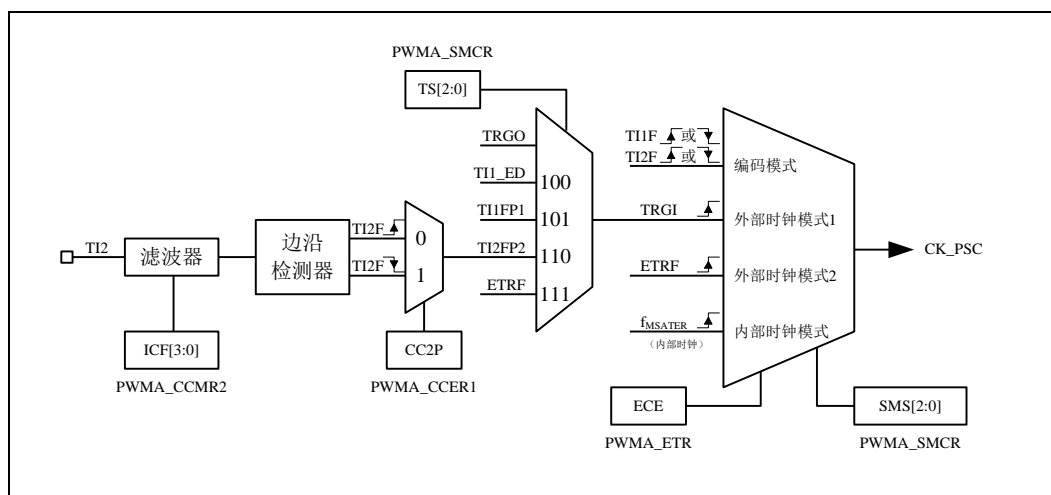 PWMA_SMCR
TS[2:0]
TRGO
TI1_ED
100
TI1FP1
101
TI2FP2
110
ETRF
111
TI2
滤波器
ICF[3:0]
PWMA_CCMR2
边沿
检测器
TI2F
0
TI2F
1
CC2P
PWMA_CCER1
TI1F 或
TI2F 或
编码模式
TRGI
外部时钟模式1
ETRF
外部时钟模式2
fMSATER
(内部时钟)
内部时钟模式
CK_PSC
ECE
PWMA_ETR
SMS[2:0]
PWMA_SMCR